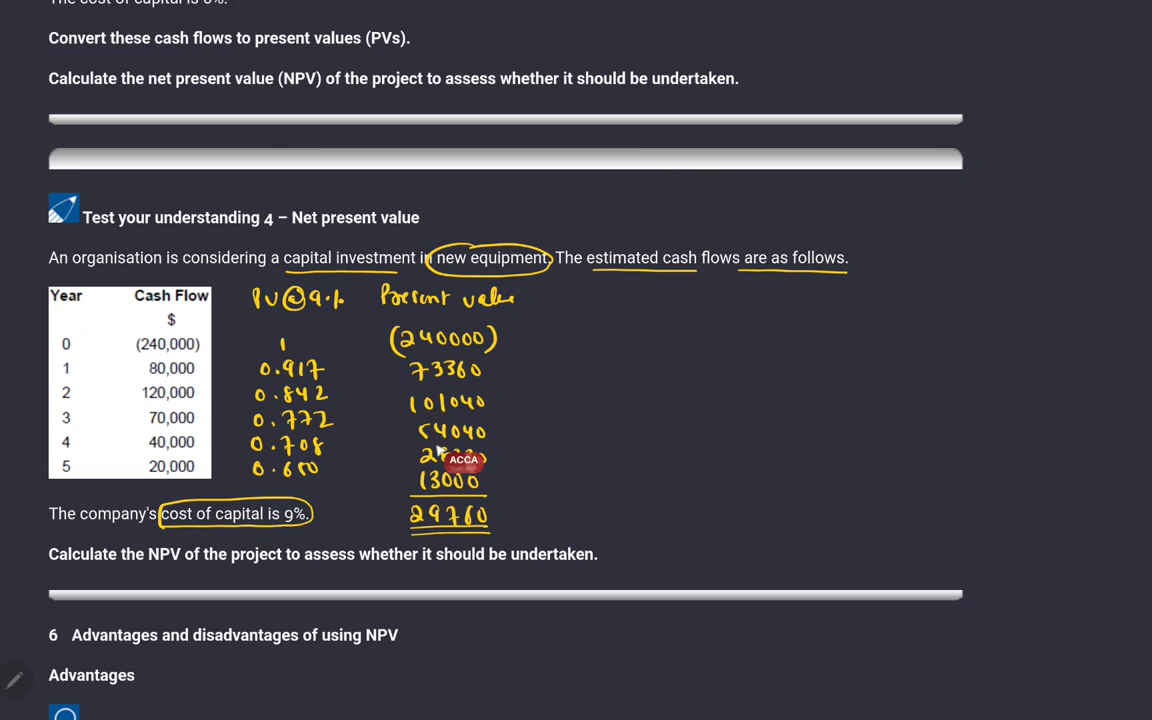 Convert these cash flows to present values (PVs).
Calculate the net present value (NPV) of the project to assess whether it should be undertaken.
Test your understanding 4 – Net present value
An organisation is considering a capital investment in new equipment. The estimated cash flows are as follows.
Year Cash Flow PV@9% Present value
$
0 (240,000) 1 (240000)
1 80,000 0.917 73360
2 120,000 0.842 101040
3 70,000 0.772 54040
4 40,000 0.708
ACCA
5 20,000 0.650 13000
The company's cost of capital is 9%. 29760
Calculate the NPV of the project to assess whether it should be undertaken.
6 Advantages and disadvantages of using NPV
Advantages